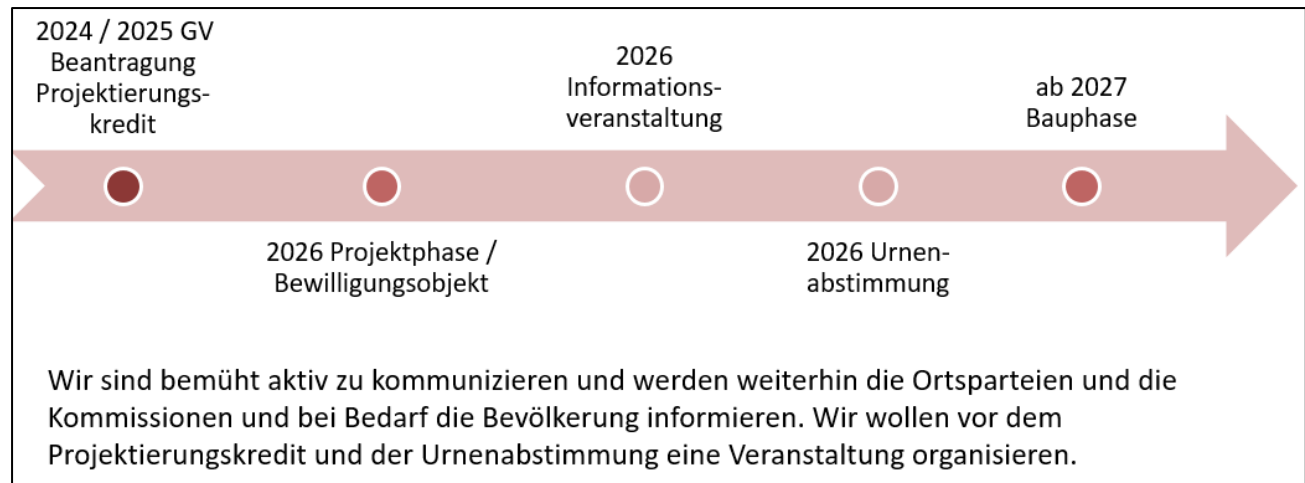 2024 / 2025 GV
Beantragung
Projektierungs-
kredit
2026 Projektphase /
Bewilligungsobjekt
2026
Informations-
veranstaltung
2026 Urnen-
abstimmung
ab 2027
Bauphase
Wir sind bemüht aktiv zu kommunizieren und werden weiterhin die Ortsparteien und die
Kommissionen und bei Bedarf die Bevölkerung informieren. Wir wollen vor dem
Projektierungskredit und der Urnenabstimmung eine Veranstaltung organisieren.